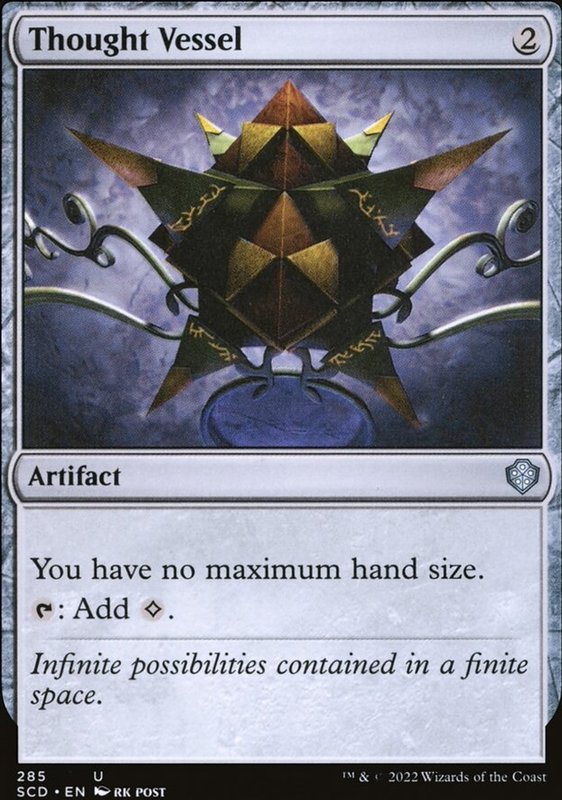 Thought Vessel 2
Artifact
You have no maximum hand size.
: Add .
Infinite possibilities contained in a finite
space.
285 U
SCD • EN RK POST
™ & © 2022 Wizards of the Coast